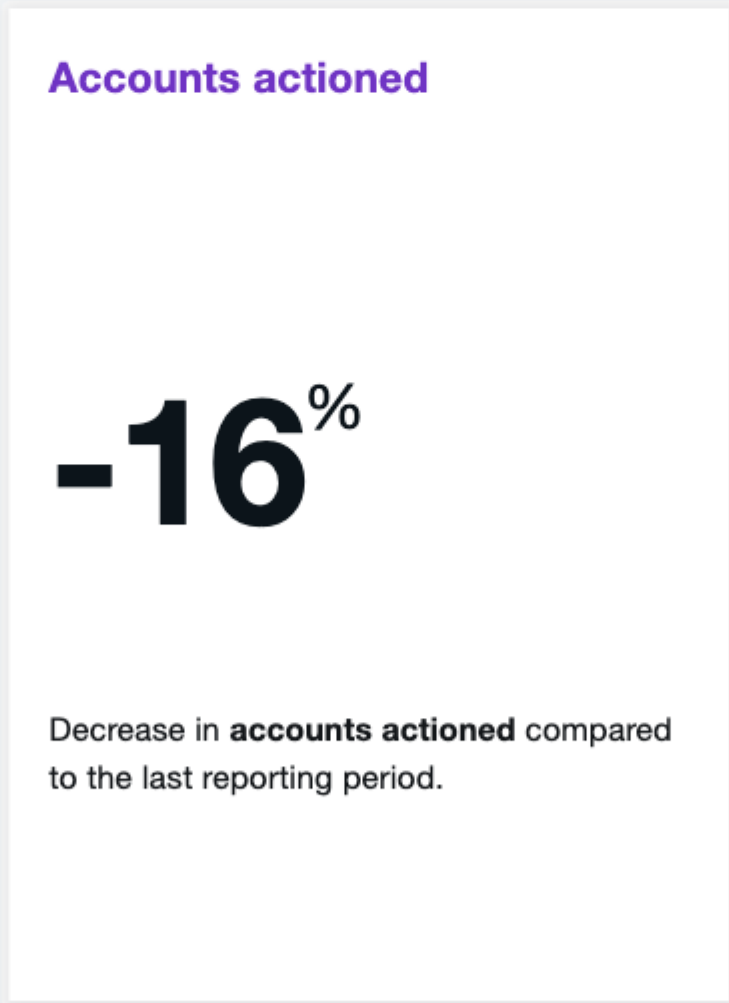 Accounts actioned
-16%
Decrease in accounts actioned compared
to the last reporting period.